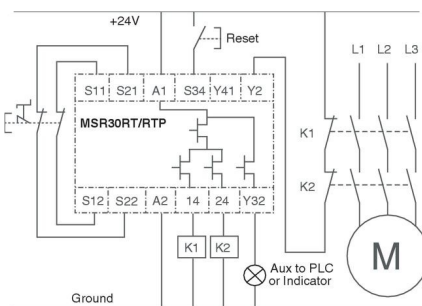 +24V
Reset
L1 L2 L3
S11 S21 A1 S34 Y41 Y2
MSR30RT/RTP
K1
K2
S12 S22 A2 14 24 Y32
K1 K2
M
Aux to PLC
or Indicator
Ground